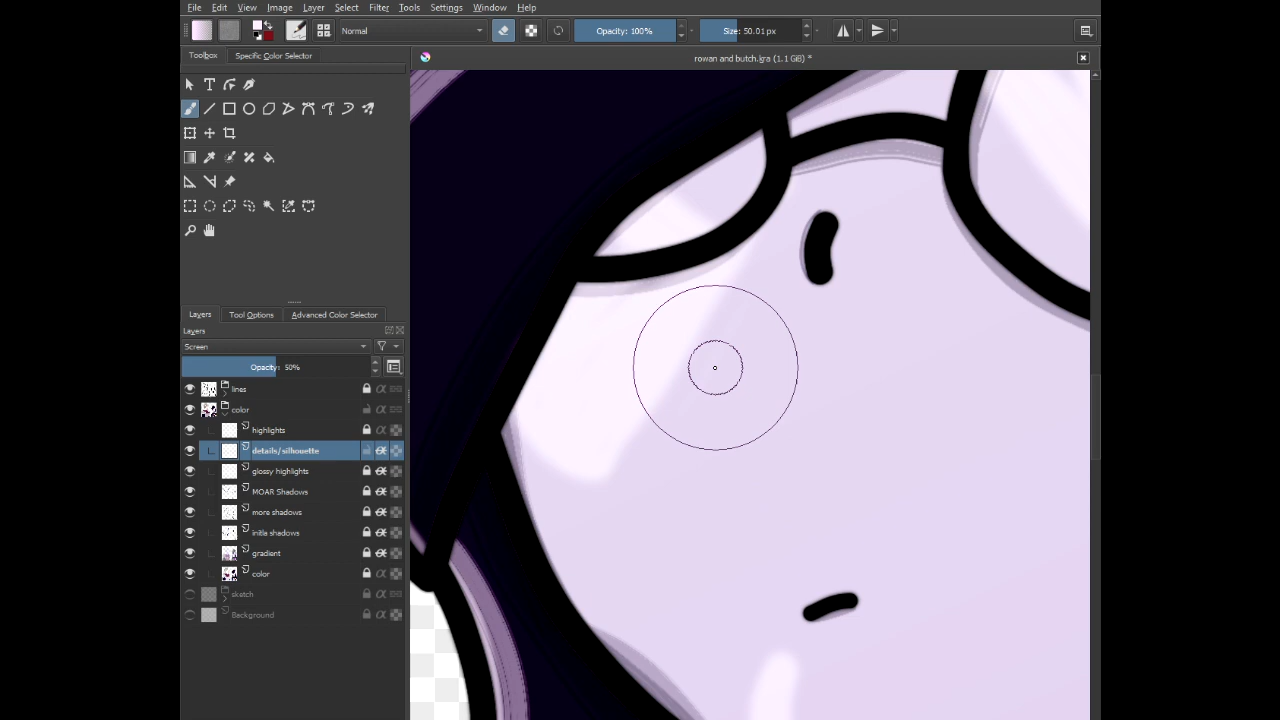 File Edit View Image Layer Select Filter Tools Settings Window Help
Normal Opacity: 100% Size: 50.01 px
Toolbox Specific Color Selector
rowan and butch.kra (1.1 GiB) *
Layers Tool Options Advanced Color Selector
Layers
Screen
Opacity: 50%
lines
color
highlights
details/silhouette
glossy highlights
MOAR Shadows
more shadows
initla shadows
gradient
color
sketch
Background